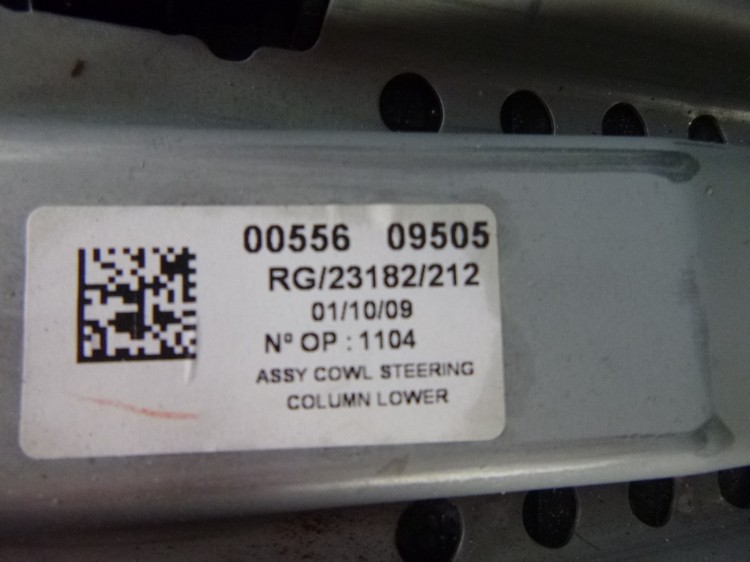 00556 09505
RG/23182/212
01/10/09
Nº OP : 1104
ASSY COWL STEERING
COLUMN LOWER